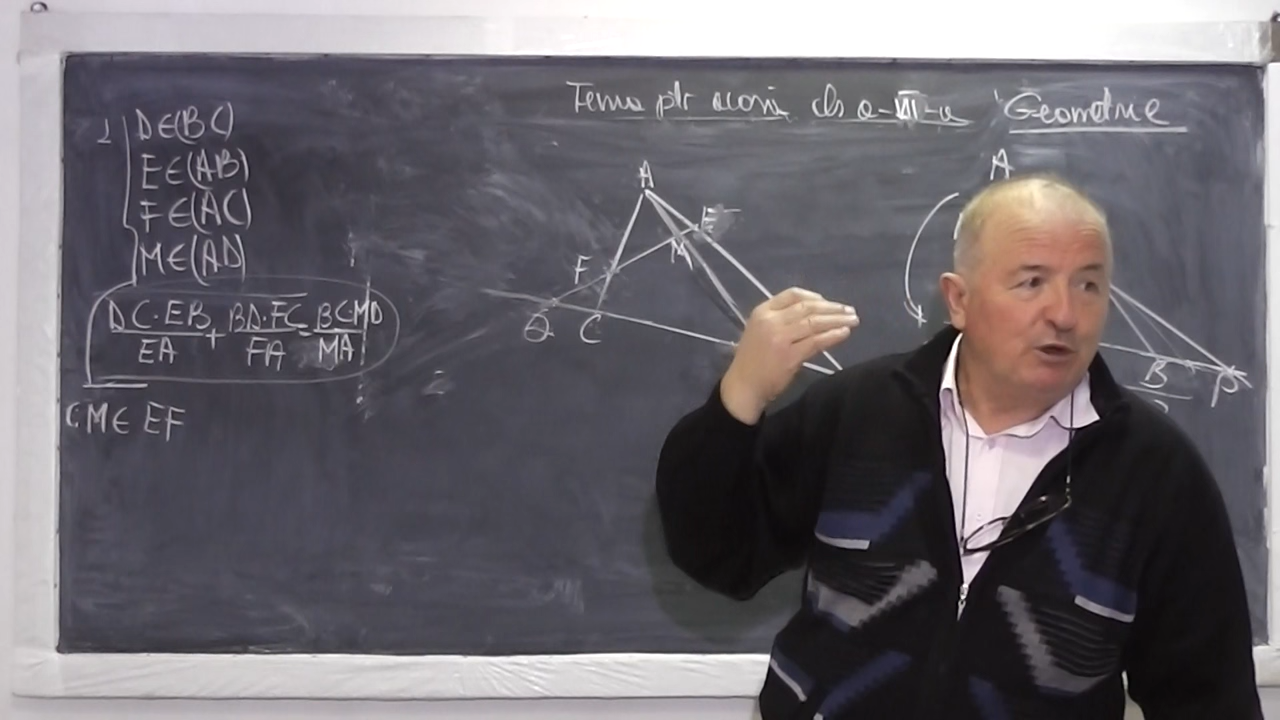 Tema ptr acasă cls a-VII-a Geometrie
1 D∈(BC)
E∈(AB)
F∈(AC)
M∈(AD)
DC·EB/EA + BD·FC/FA = BC·MD/MA
C. M∈ EF
A
E
M
F
Q C
A
B
P